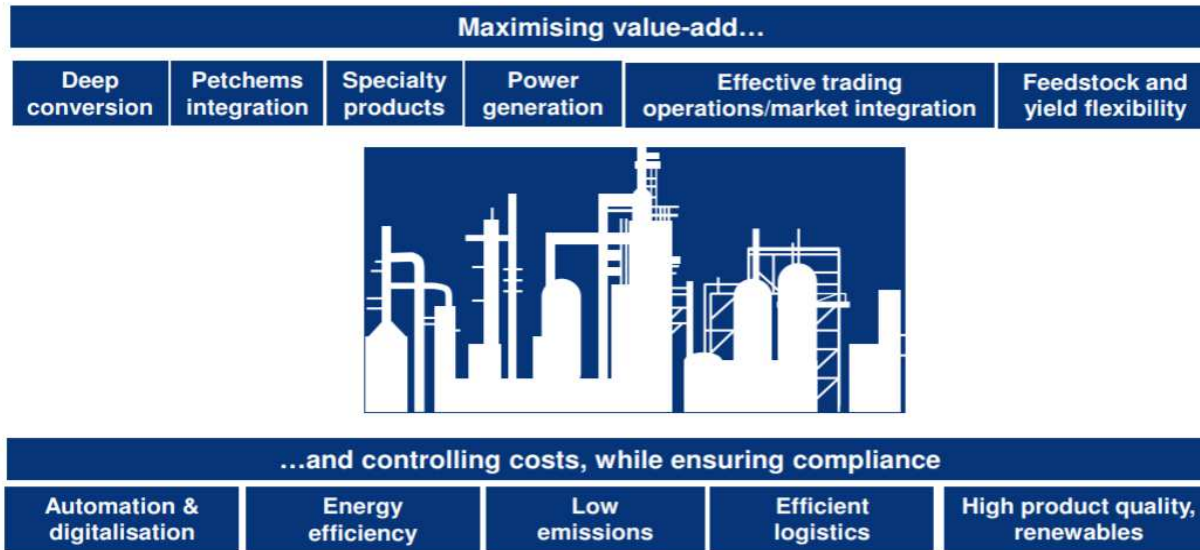 Maximising value-add...
Deep
conversion
Petchems
integration
Specialty
products
Power
generation
Effective trading
operations/market integration
Feedstock and
yield flexibility
...and controlling costs, while ensuring compliance
Automation &
digitalisation
Energy
efficiency
Low
emissions
Efficient
logistics
High product quality,
renewables